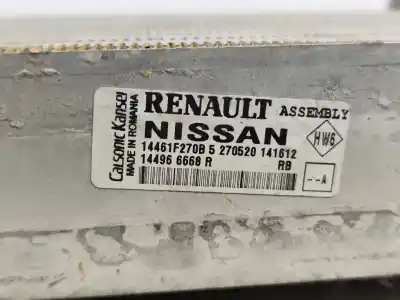 Calsonic Kansei
MADE IN ROMANIA
RENAULT ASSEMBLY
NISSAN
HW6
14461F270B 5 270520 141612
14496 6668 R RB
--A